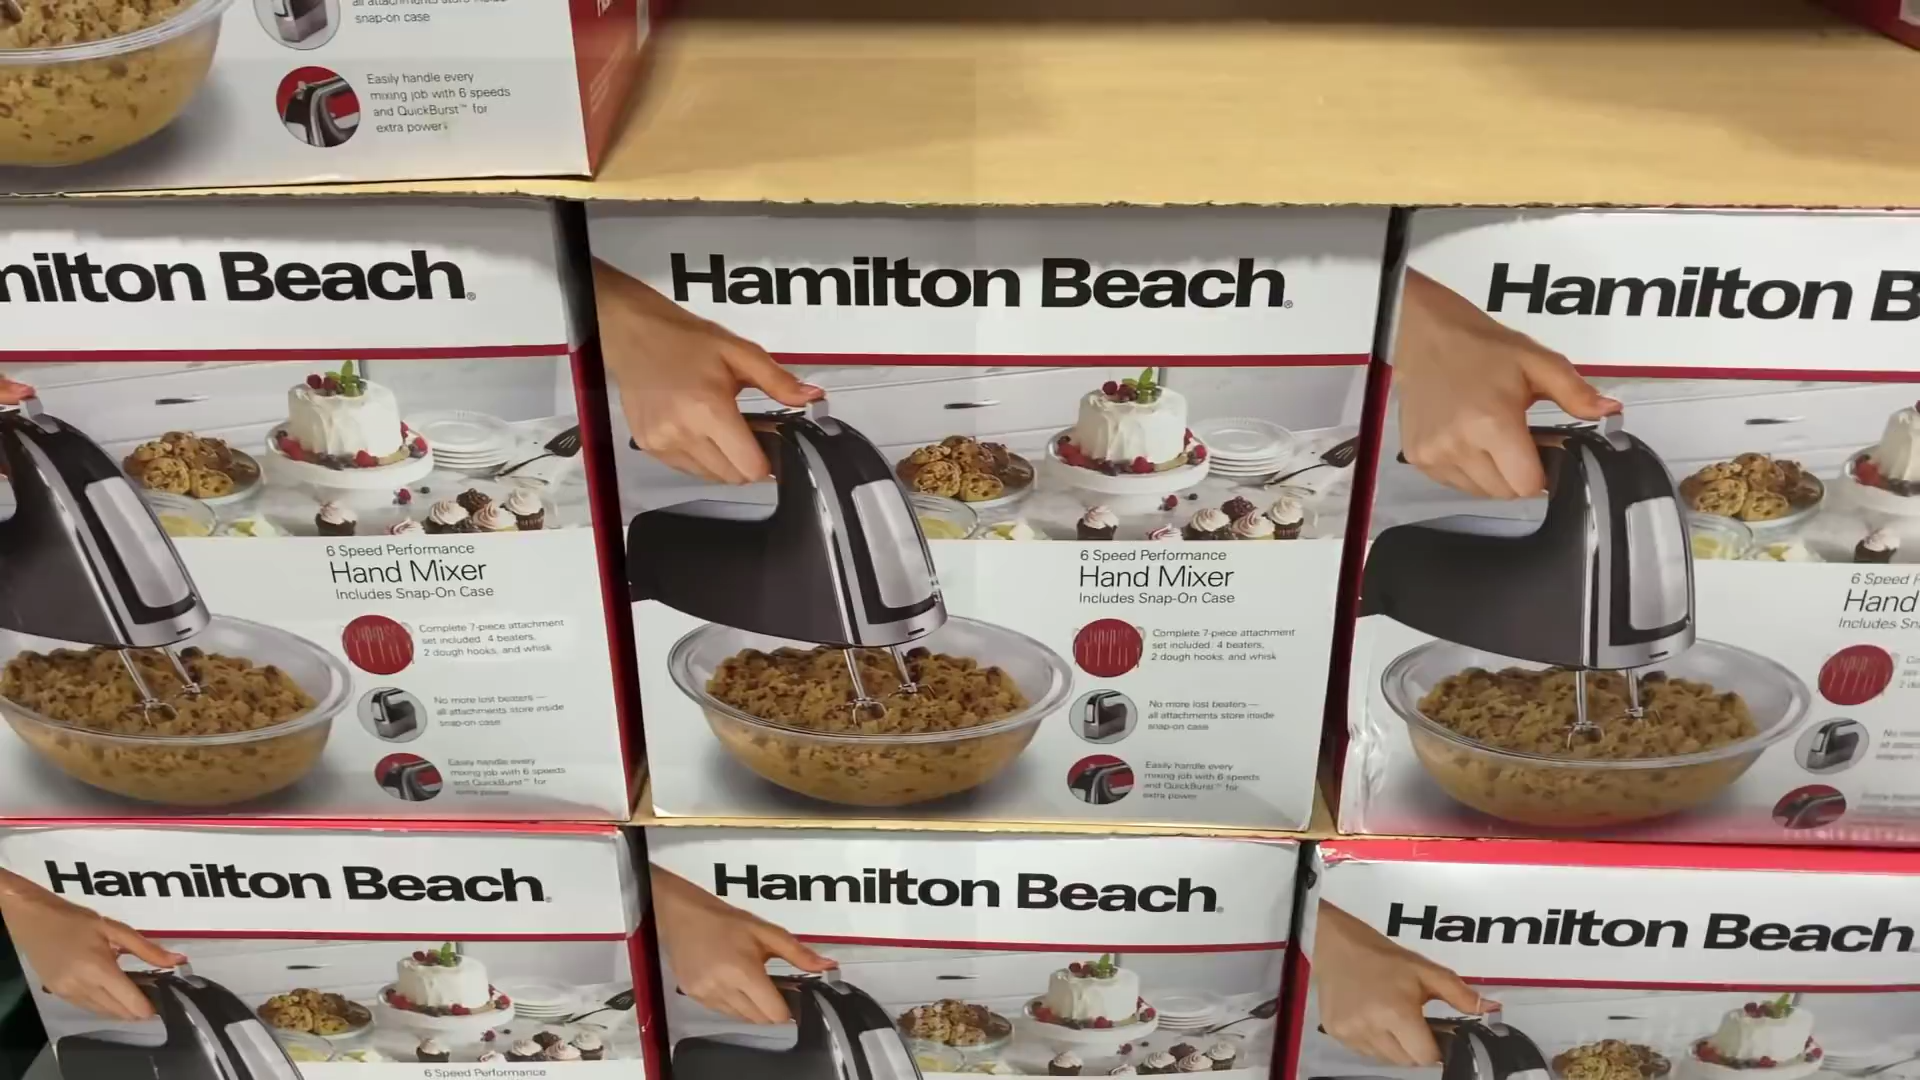 all attachments store inside
snap-on case
Easily handle every
mixing job with 6 speeds
and QuickBurst™ for
extra power
milton Beach®
6 Speed Performance
Hand Mixer
Includes Snap-On Case
Complete 7-piece attachment
set included: 4 beaters,
2 dough hooks, and whisk
No more lost beaters —
all attachments store inside
snap-on case
Easily handle every
mixing job with 6 speeds
and QuickBurst™ for
extra power
Hamilton Beach®
6 Speed Performance
Hand Mixer
Includes Snap-On Case
Complete 7-piece attachment
set included: 4 beaters,
2 dough hooks, and whisk
No more lost beaters —
all attachments store inside
snap-on case
Easily handle every
mixing job with 6 speeds
and QuickBurst™ for
extra power
Hamilton B
6 Speed
Hand
Includes
Hamilton Beach®
6 Speed Performance
Hamilton Beach®
Hamilton Beach